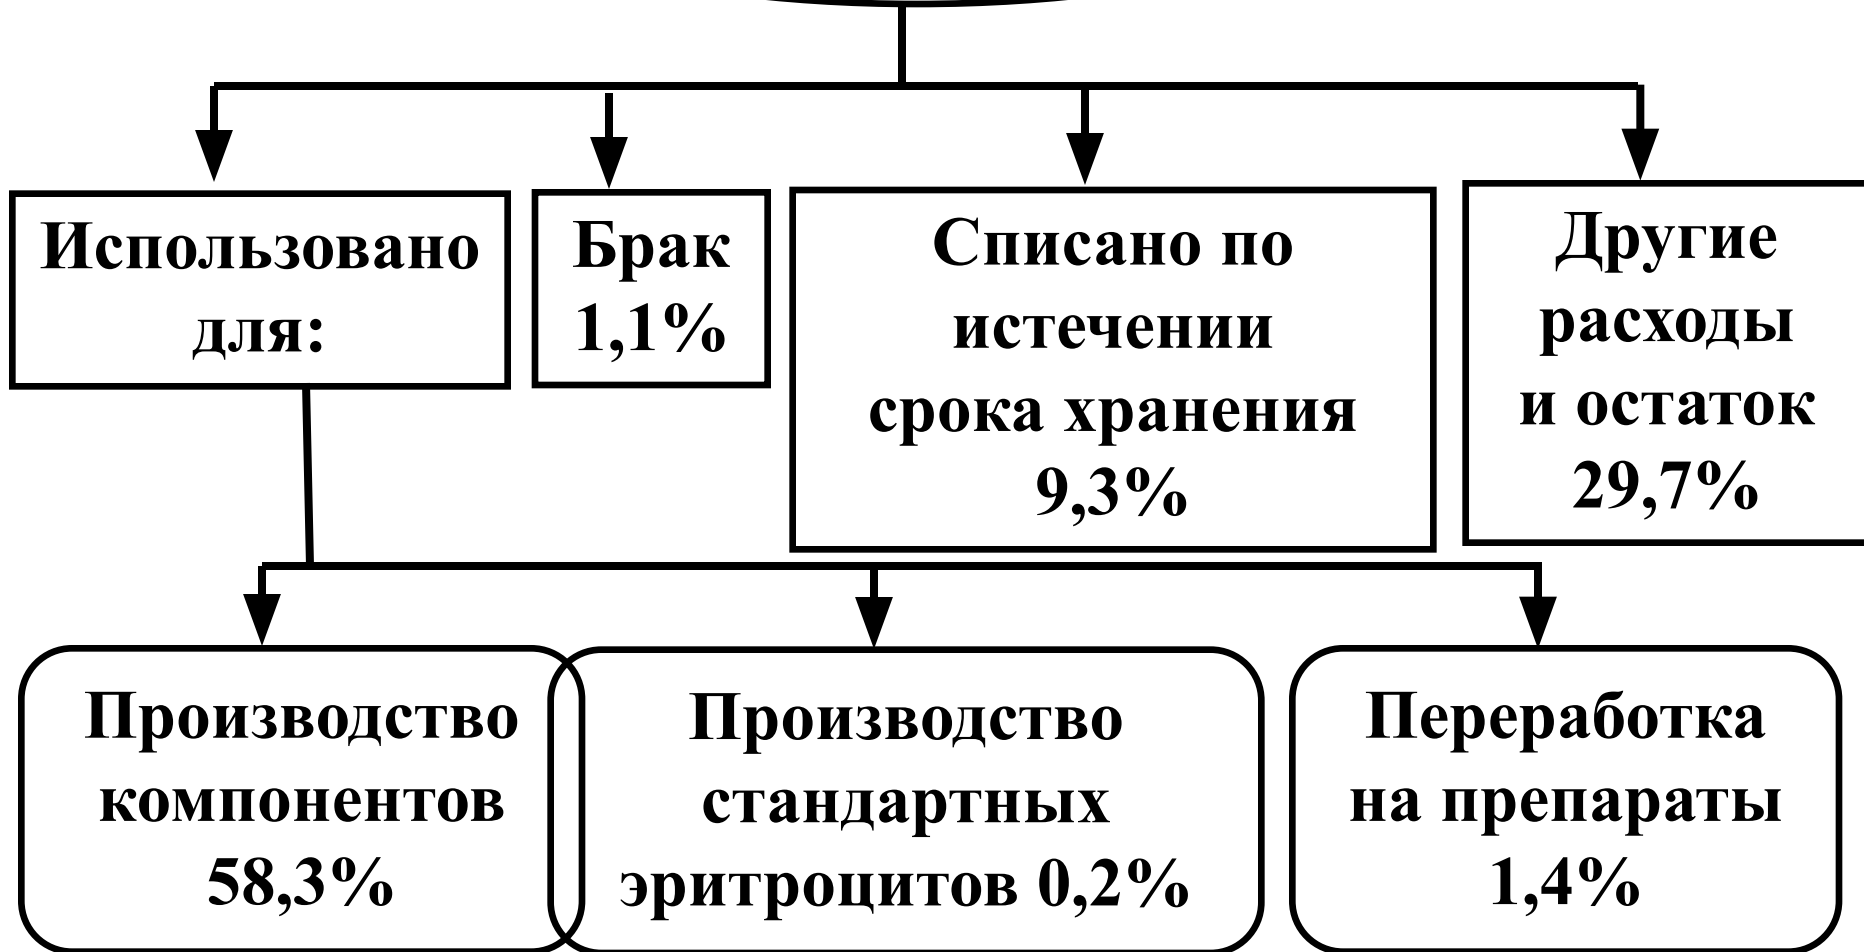 Использовано
для:
Брак
1,1%
Списано по
истечении
срока хранения
9,3%
Другие
расходы
и остаток
29,7%
Производство
компонентов
58,3%
Производство
стандартных
эритроцитов 0,2%
Переработка
на препараты
1,4%